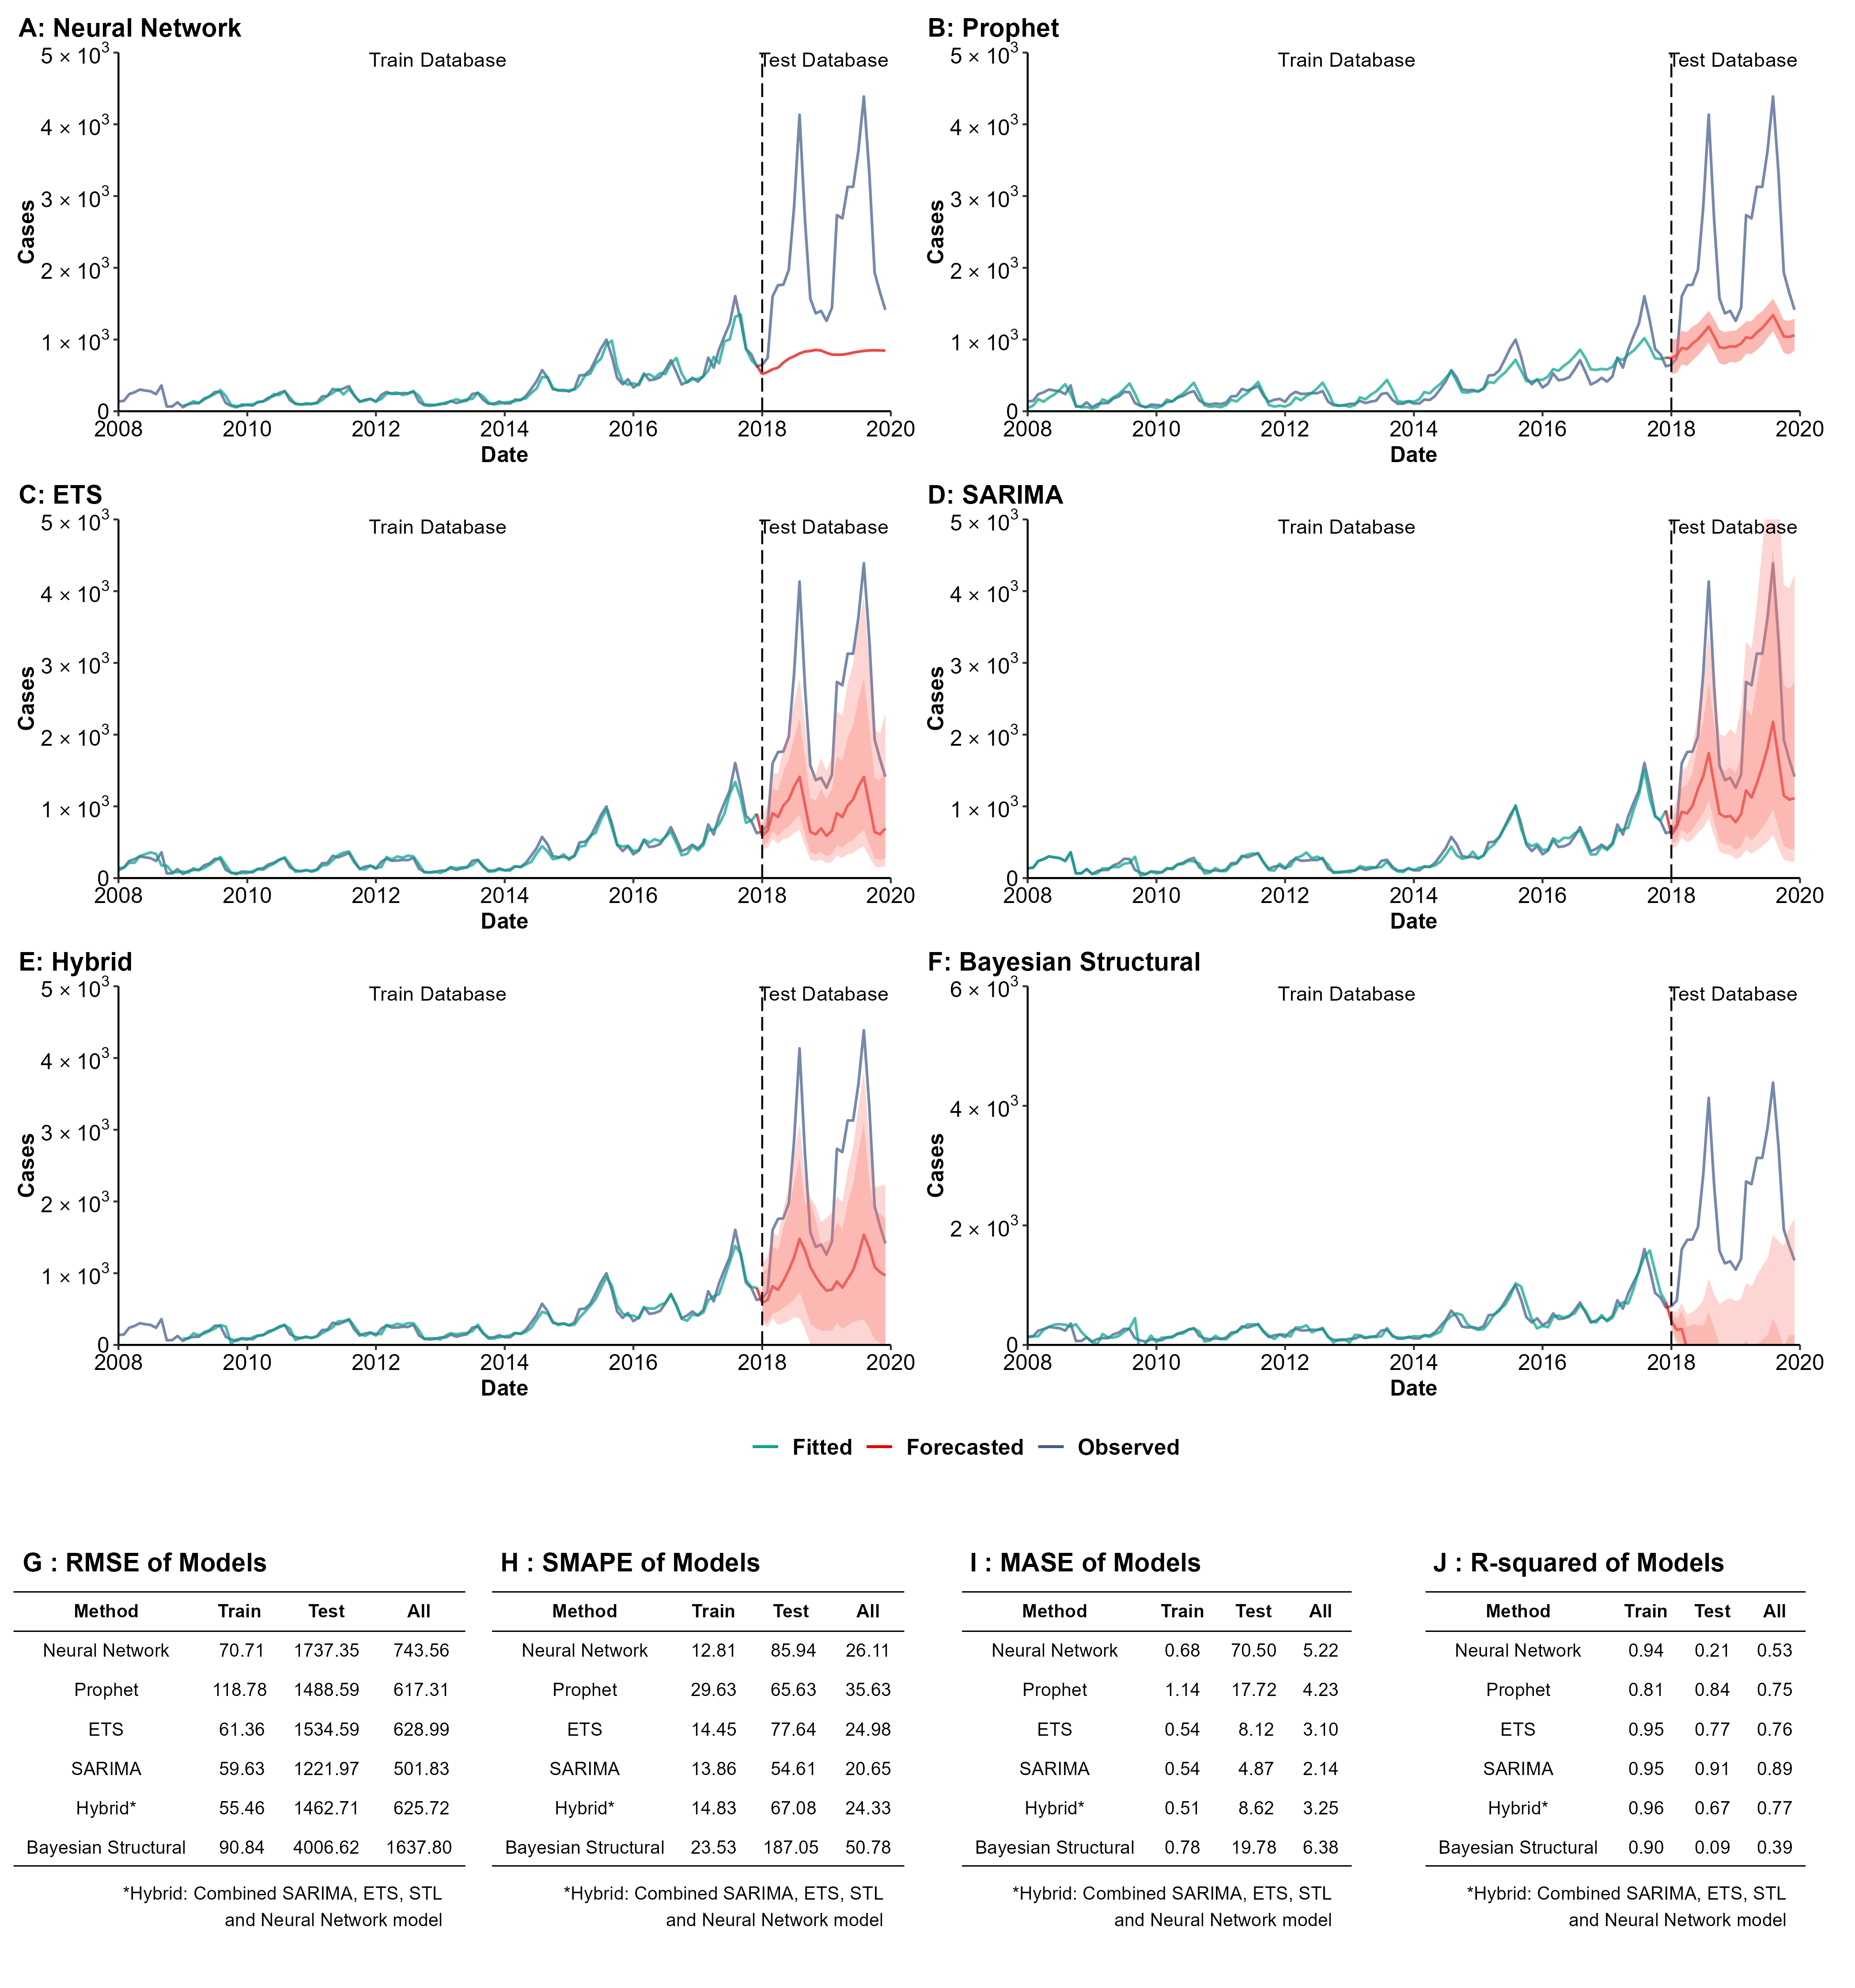 A: Neural Network
Train Database
Test Database
5 × 10³
4 × 10³
3 × 10³
2 × 10³
1 × 10³
0
Cases
2008 2010 2012 2014 2016 2018 2020
Date
B: Prophet
Train Database
Test Database
5 × 10³
4 × 10³
3 × 10³
2 × 10³
1 × 10³
0
Cases
2008 2010 2012 2014 2016 2018 2020
Date
C: ETS
Train Database
Test Database
5 × 10³
4 × 10³
3 × 10³
2 × 10³
1 × 10³
0
Cases
2008 2010 2012 2014 2016 2018 2020
Date
D: SARIMA
Train Database
Test Database
5 × 10³
4 × 10³
3 × 10³
2 × 10³
1 × 10³
0
Cases
2008 2010 2012 2014 2016 2018 2020
Date
E: Hybrid
Train Database
Test Database
5 × 10³
4 × 10³
3 × 10³
2 × 10³
1 × 10³
0
Cases
2008 2010 2012 2014 2016 2018 2020
Date
F: Bayesian Structural
Train Database
Test Database
6 × 10³
4 × 10³
2 × 10³
0
Cases
2008 2010 2012 2014 2016 2018 2020
Date
Fitted Forecasted Observed
G : RMSE of Models
Method Train Test All
Neural Network 70.71 1737.35 743.56
Prophet 118.78 1488.59 617.31
ETS 61.36 1534.59 628.99
SARIMA 59.63 1221.97 501.83
Hybrid* 55.46 1462.71 625.72
Bayesian Structural 90.84 4006.62 1637.80
*Hybrid: Combined SARIMA, ETS, STL
and Neural Network model
H : SMAPE of Models
Method Train Test All
Neural Network 12.81 85.94 26.11
Prophet 29.63 65.63 35.63
ETS 14.45 77.64 24.98
SARIMA 13.86 54.61 20.65
Hybrid* 14.83 67.08 24.33
Bayesian Structural 23.53 187.05 50.78
*Hybrid: Combined SARIMA, ETS, STL
and Neural Network model
I : MASE of Models
Method Train Test All
Neural Network 0.68 70.50 5.22
Prophet 1.14 17.72 4.23
ETS 0.54 8.12 3.10
SARIMA 0.54 4.87 2.14
Hybrid* 0.51 8.62 3.25
Bayesian Structural 0.78 19.78 6.38
*Hybrid: Combined SARIMA, ETS, STL
and Neural Network model
J : R-squared of Models
Method Train Test All
Neural Network 0.94 0.21 0.53
Prophet 0.81 0.84 0.75
ETS 0.95 0.77 0.76
SARIMA 0.95 0.91 0.89
Hybrid* 0.96 0.67 0.77
Bayesian Structural 0.90 0.09 0.39
*Hybrid: Combined SARIMA, ETS, STL
and Neural Network model